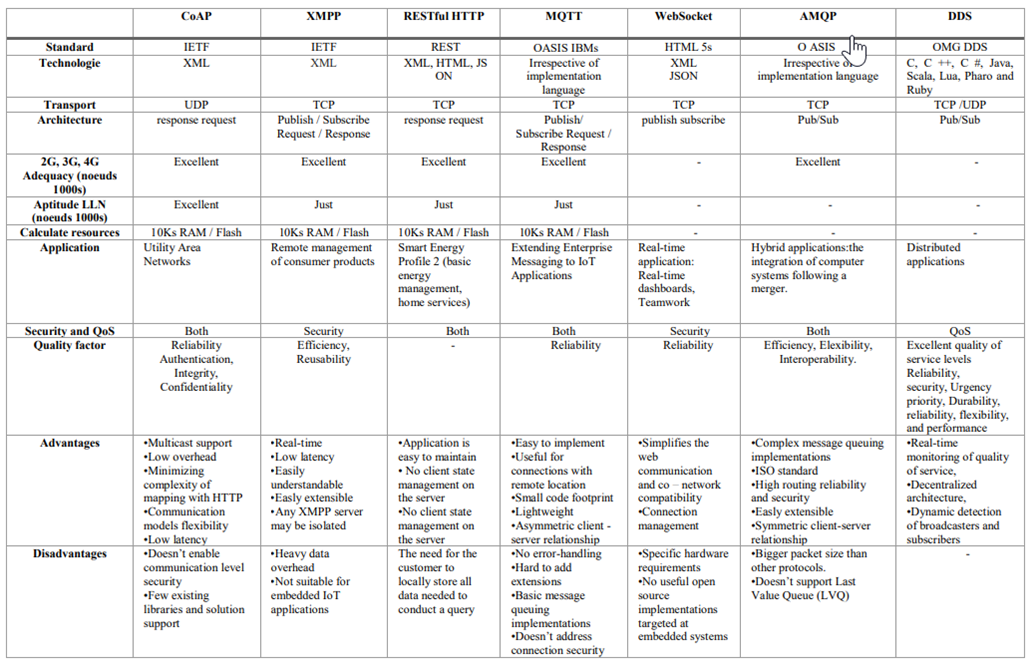 CoAP XMPP RESTful HTTP MQTT WebSocket AMQP DDS
Standard IETF IETF REST OASIS IBMs HTML 5s O ASIS OMG DDS
Technologie XML XML XML, HTML, JS ON Irrespective of implementation language XML JSON Irrespective of implementation language C, C ++, C #, Java, Scala, Lua, Pharo and Ruby
Transport UDP TCP TCP TCP TCP TCP TCP /UDP
Architecture response request Publish / Subscribe Request / Response response request Publish/ Subscribe Request / Response publish subscribe Pub/Sub Pub/Sub
2G, 3G, 4G Adequacy (noeuds 1000s) Excellent Excellent Excellent Excellent - Excellent -
Aptitude LLN (noeuds 1000s) Excellent Just Just Just - - -
Calculate resources 10Ks RAM / Flash 10Ks RAM / Flash 10Ks RAM / Flash 10Ks RAM / Flash - - -
Application Utility Area Networks Remote management of consumer products Smart Energy Profile 2 (basic energy management, home services) Extending Enterprise Messaging to IoT Applications Real-time application: Real-time dashboards, Teamwork Hybrid applications:the integration of computer systems following a merger. Distributed applications
Security and QoS Both Security Both Both Security Both QoS
Quality factor Reliability Authentication, Integrity, Confidentiality Efficiency, Reusability - Reliability Reliability Efficiency, Elexibility, Interoperability. Excellent quality of service levels Reliability, security, Urgency priority, Durability, reliability, flexibility, and performance
Advantages •Multicast support •Low overhead •Minimizing complexity of mapping with HTTP •Communication models flexibility •Low latency •Real-time •Low latency •Easily understandable •Easily extensible •Any XMPP server may be isolated •Application is easy to maintain • No client state management on the server •No client state management on the server •Easy to implement •Useful for connections with remote location •Small code footprint •Lightweight •Asymmetric client - server relationship •Simplifies the web communication and co – network compatibility •Connection management •Complex message queuing implementations •ISO standard •High routing reliability and security •Easily extensible •Symmetric client-server relationship •Real-time monitoring of quality of service, •Decentralized architecture, •Dynamic detection of broadcasters and subscribers
Disadvantages •Doesn't enable communication level security •Few existing libraries and solution support •Heavy data overhead •Not suitable for embedded IoT applications The need for the customer to locally store all data needed to conduct a query •No error-handling •Hard to add extensions •Basic message queuing implementations •Doesn't address connection security •Specific hardware requirements •No useful open source implementations targeted at embedded systems •Bigger packet size than other protocols. •Doesn't support Last Value Queue (LVQ) -